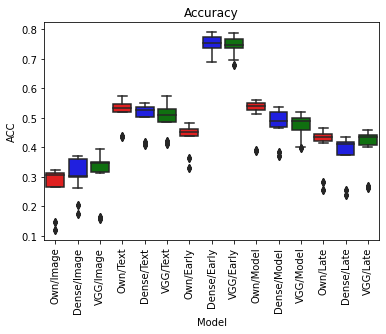 Accuracy
ACC
0.8
0.7
0.6
0.5
0.4
0.3
0.2
0.1
Own/Image
Dense/Image
VGG/Image
Own/Text
Dense/Text
VGG/Text
Own/Early
Dense/Early
VGG/Early
Own/Model
Dense/Model
VGG/Model
Own/Late
Dense/Late
VGG/Late
Model